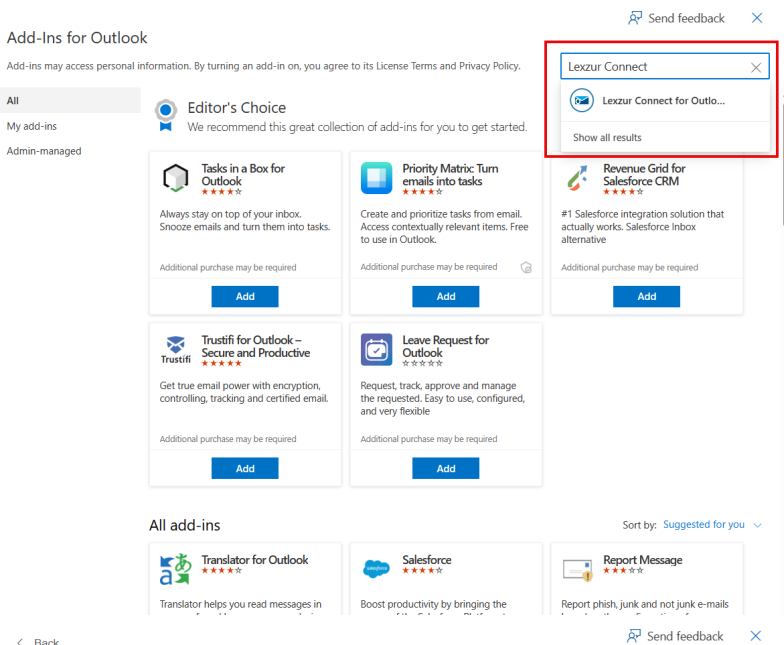 Send feedback
Add-Ins for Outlook
Add-ins may access personal information. By turning an add-in on, you agree to its License Terms and Privacy Policy.
Lexzur Connect
Lexzur Connect for Outlo...
Show all results
All
My add-ins
Admin-managed
Editor's Choice
We recommend this great collection of add-ins for you to get started.
Tasks in a Box for
Outlook
Always stay on top of your inbox.
Snooze emails and turn them into tasks.
Additional purchase may be required
Add
Priority Matrix: Turn
emails into tasks
Create and prioritize tasks from email.
Access contextually relevant items. Free
to use in Outlook.
Additional purchase may be required
Add
Revenue Grid for
Salesforce CRM
#1 Salesforce integration solution that
actually works. Salesforce Inbox
alternative
Additional purchase may be required
Add
Trustifi
Trustifi for Outlook –
Secure and Productive
Get true email power with encryption,
controlling, tracking and certified email.
Additional purchase may be required
Add
Leave Request for
Outlook
Request, track, approve and manage
the requested. Easy to use, configured,
and very flexible
Additional purchase may be required
Add
All add-ins
Sort by: Suggested for you
Translator for Outlook
Translator helps you read messages in
Salesforce
Boost productivity by bringing the
Report Message
Report phish, junk and not junk e-mails
Back
Send feedback